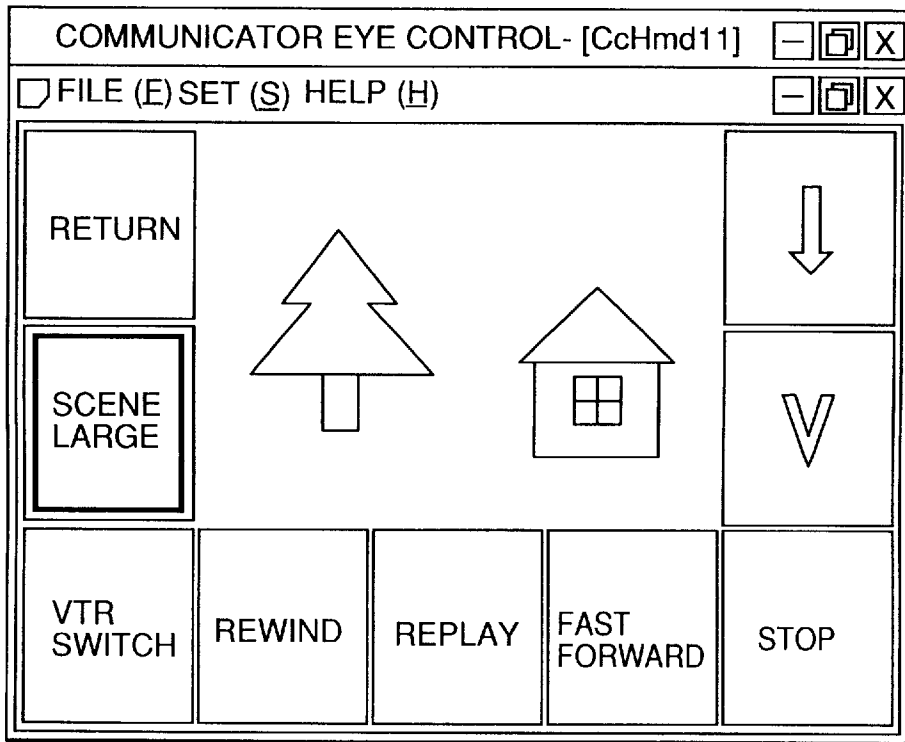 COMMUNICATOR EYE CONTROL- [CcHmd11]
FILE (F) SET (S) HELP (H)
RETURN
SCENE
LARGE
VTR
SWITCH
REWIND
REPLAY
FAST
FORWARD
STOP